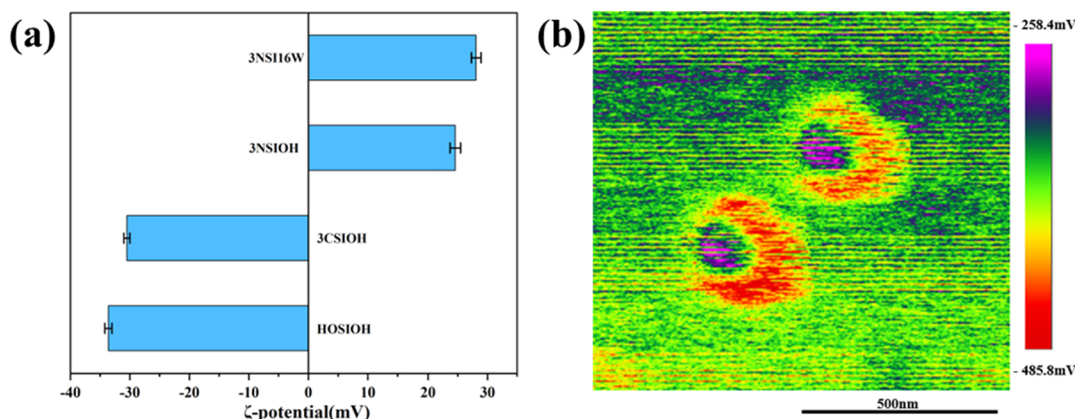 (a)
3NSI16W
3NSIOH
3CSIOH
HOSIOH
-40 -30 -20 -10 0 10 20 30
ζ-potential(mV)
(b)
- 258.4mV
- 485.8mV
500nm